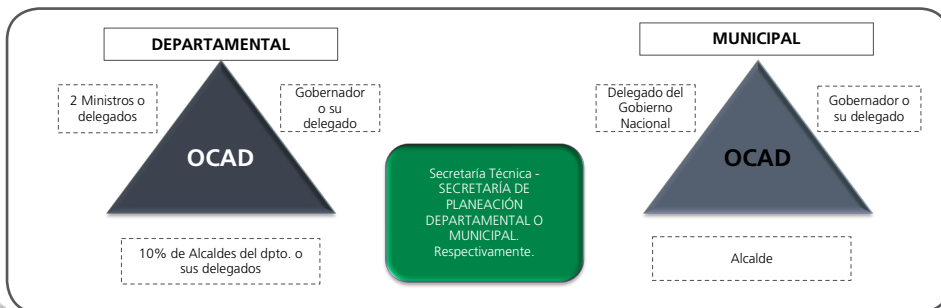 DEPARTAMENTAL
2 Ministros o
delegados
Gobernador
o su
delegado
OCAD
10% de Alcaldes del dpto. o
sus delegados
Secretaría Técnica -
SECRETARÍA DE
PLANEACIÓN
DEPARTAMENTAL O
MUNICIPAL.
Respectivamente.
MUNICIPAL
Delegado del
Gobierno
Nacional
Gobernador o
su delegado
OCAD
Alcalde